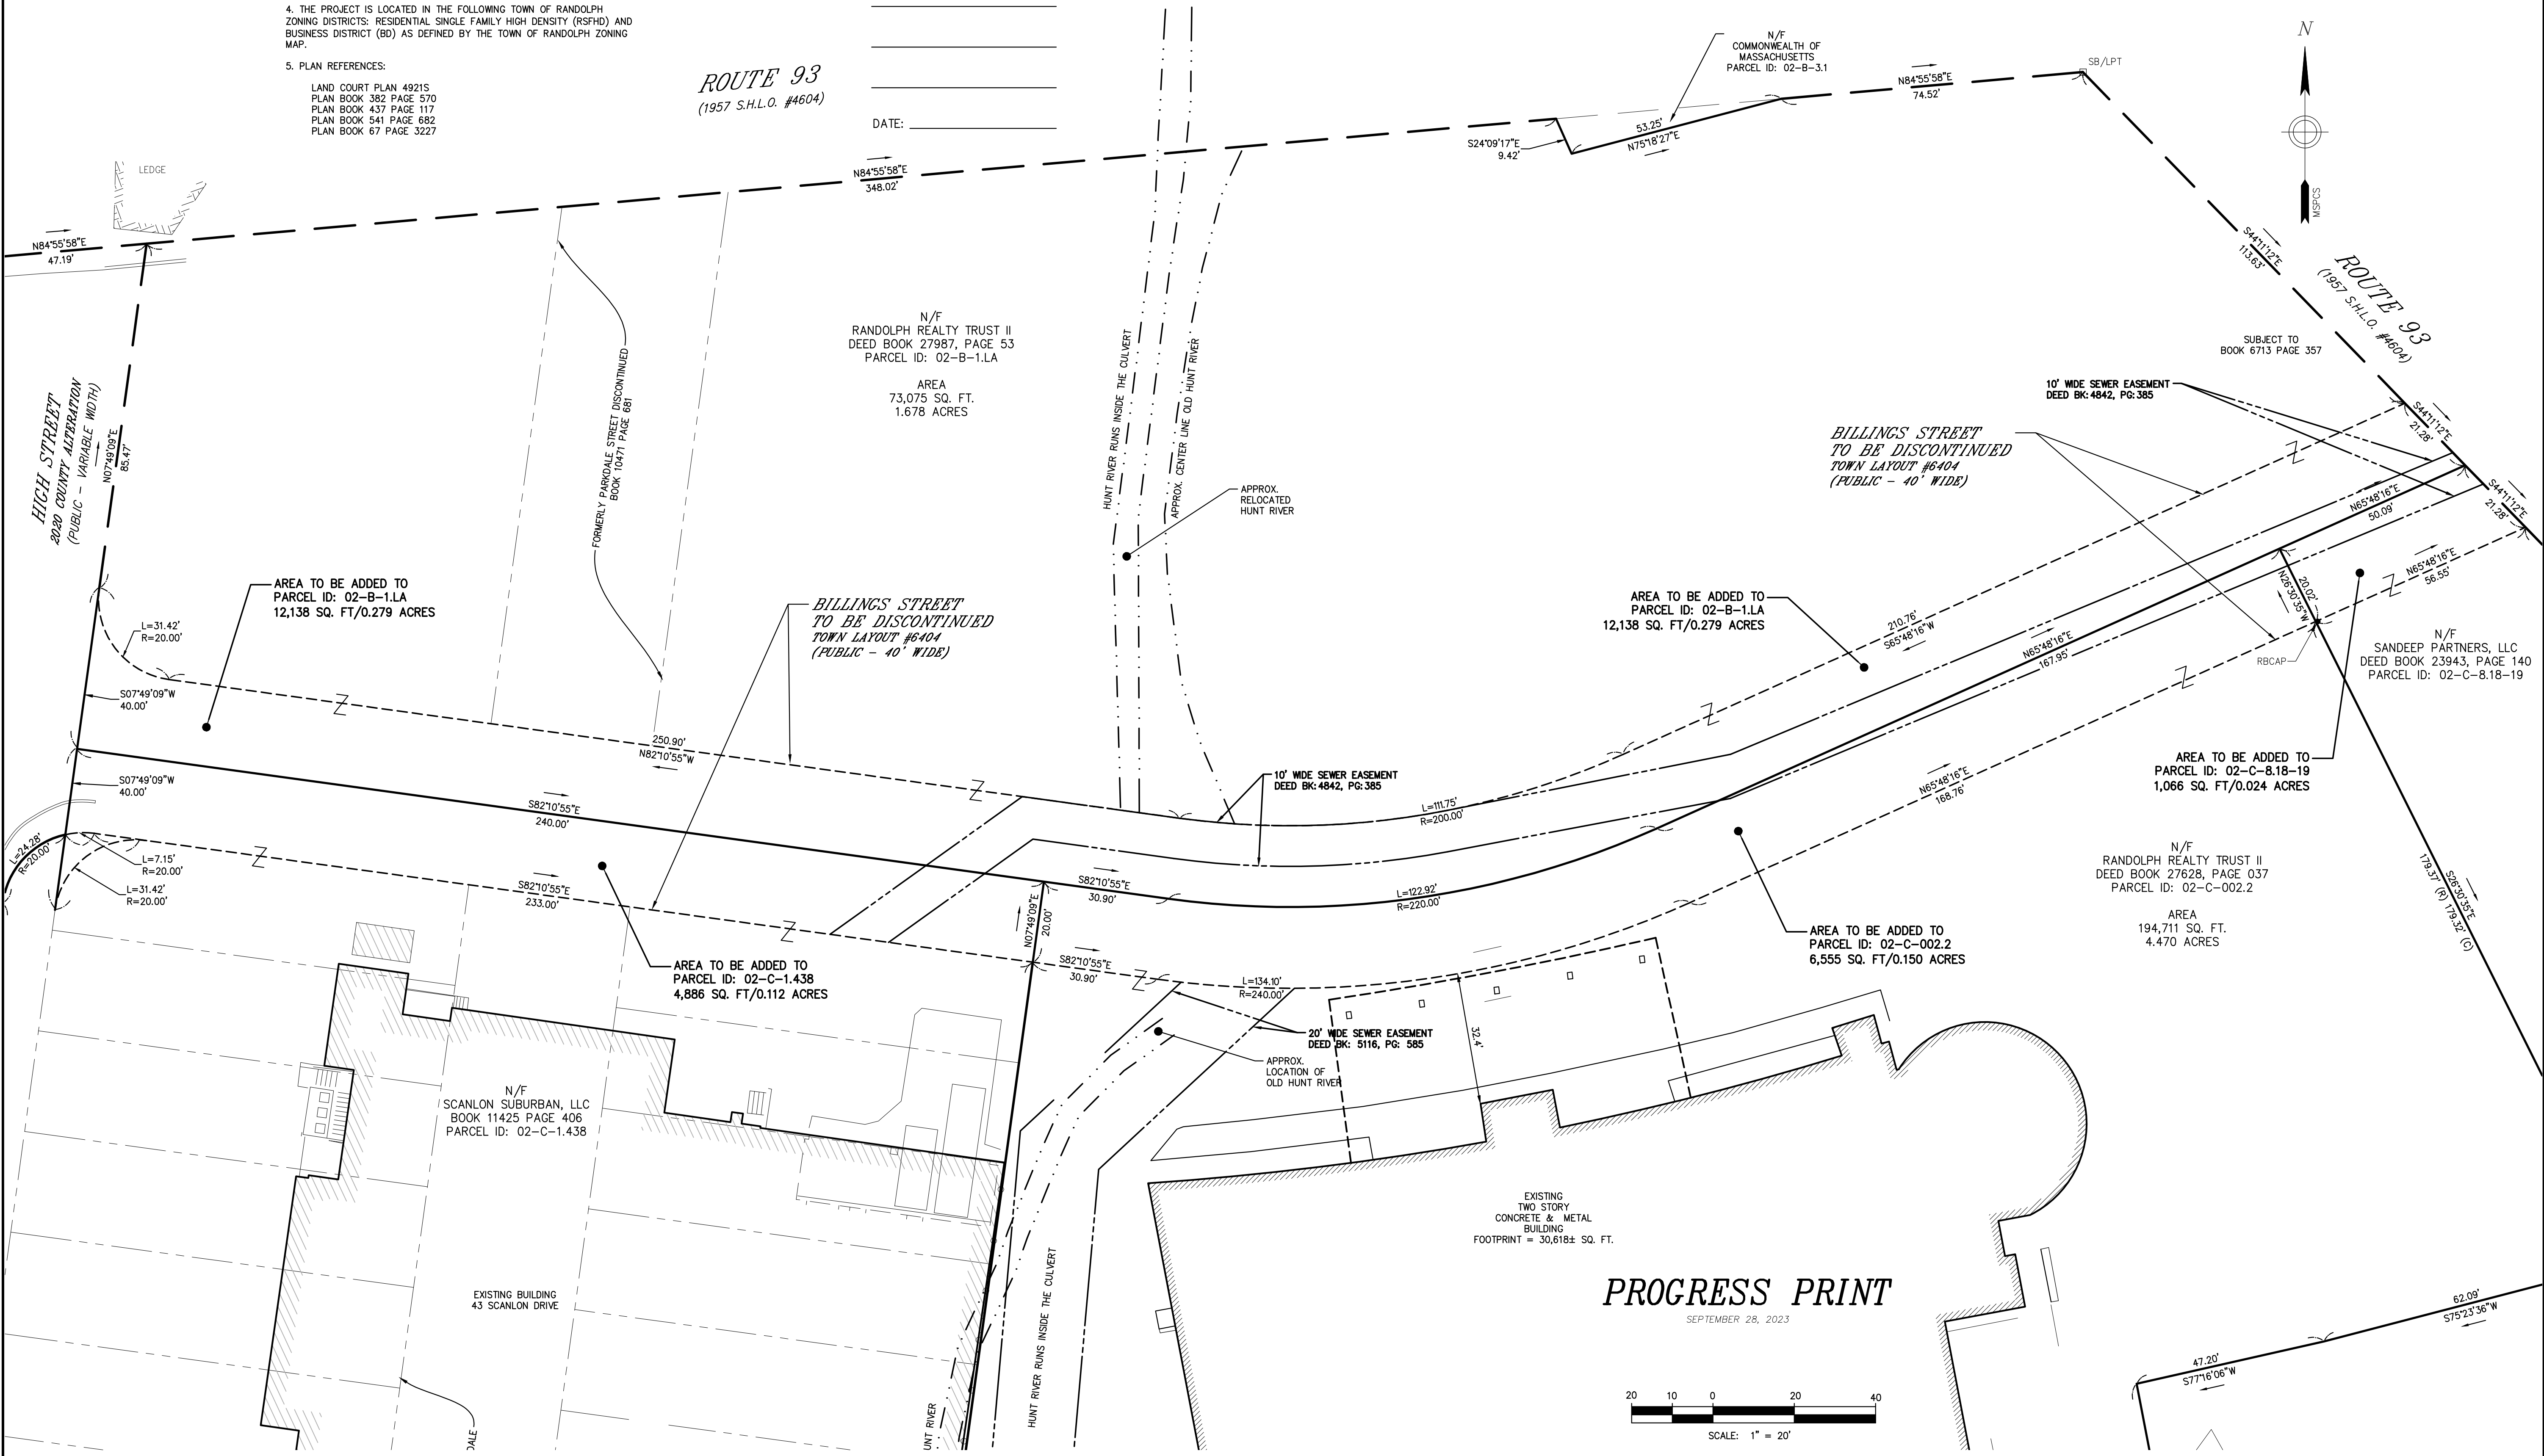 4. THE PROJECT IS LOCATED IN THE FOLLOWING TOWN OF RANDOLPH
ZONING DISTRICTS: RESIDENTIAL SINGLE FAMILY HIGH DENSITY (RSFHD) AND
BUSINESS DISTRICT (BD) AS DEFINED BY THE TOWN OF RANDOLPH ZONING
MAP.
5. PLAN REFERENCES:
LAND COURT PLAN 4921S
PLAN BOOK 382 PAGE 570
PLAN BOOK 437 PAGE 117
PLAN BOOK 541 PAGE 682
PLAN BOOK 67 PAGE 3227
ROUTE 93
(1957 S.H.L.O. #4604)
DATE:
N/F
COMMONWEALTH OF
MASSACHUSETTS
PARCEL ID: 02-B-3.1
N84°55'58"E
74.52'
SB/LPT
N
MSPCS
S24°09'17"E
9.42'
53.25'
N75°18'27"E
LEDGE
N84°55'58"E
348.02'
N84°55'58"E
47.19'
S44°11'12"E
113.63'
ROUTE 93
(1957 S.H.L.O. #4604)
SUBJECT TO
BOOK 6713 PAGE 357
N/F
RANDOLPH REALTY TRUST II
DEED BOOK 27987, PAGE 53
PARCEL ID: 02-B-1.LA
AREA
73,075 SQ. FT.
1.678 ACRES
HUNT RIVER RUNS INSIDE THE CULVERT
APPROX. CENTER LINE OLD HUNT RIVER
FORMERLY PARKDALE STREET DISCONTINUED
BOOK 10471 PAGE 681
HIGH STREET
2020 COUNTY ALTERATION
(PUBLIC - VARIABLE WIDTH)
N07°49'09"E
85.47'
10' WIDE SEWER EASEMENT
DEED BK:4842, PG:385
S44°11'12"E
21.28'
BILLINGS STREET
TO BE DISCONTINUED
TOWN LAYOUT #6404
(PUBLIC - 40' WIDE)
APPROX.
RELOCATED
HUNT RIVER
N65°48'16"E
50.09'
S44°11'12"E
21.28'
AREA TO BE ADDED TO
PARCEL ID: 02-B-1.LA
12,138 SQ. FT/0.279 ACRES
L=31.42'
R=20.00'
BILLINGS STREET
TO BE DISCONTINUED
TOWN LAYOUT #6404
(PUBLIC - 40' WIDE)
AREA TO BE ADDED TO
PARCEL ID: 02-B-1.LA
12,138 SQ. FT/0.279 ACRES
210.76'
S65°48'16"W
N65°48'16"E
167.95'
20.02'
N26°30'35"W
N65°48'16"E
56.55'
RBCAP
N/F
SANDEEP PARTNERS, LLC
DEED BOOK 23943, PAGE 140
PARCEL ID: 02-C-8.18-19
S07°49'09"W
40.00'
250.90'
N82°10'55"W
S07°49'09"W
40.00'
S82°10'55"E
240.00'
10' WIDE SEWER EASEMENT
DEED BK:4842, PG:385
L=111.75'
R=200.00'
N65°48'16"E
168.76'
AREA TO BE ADDED TO
PARCEL ID: 02-C-8.18-19
1,066 SQ. FT/0.024 ACRES
L=24.28'
R=20.00'
L=7.15'
R=20.00'
L=31.42'
R=20.00'
S82°10'55"E
233.00'
S82°10'55"E
30.90'
L=122.92'
R=220.00'
N07°49'09"E
20.00'
N/F
RANDOLPH REALTY TRUST II
DEED BOOK 27628, PAGE 037
PARCEL ID: 02-C-002.2
AREA
194,711 SQ. FT.
4.470 ACRES
S26°30'35"E
179.37' (R) 179.32' (C)
AREA TO BE ADDED TO
PARCEL ID: 02-C-1.438
4,886 SQ. FT/0.112 ACRES
S82°10'55"E
30.90'
L=134.10'
R=240.00'
AREA TO BE ADDED TO
PARCEL ID: 02-C-002.2
6,555 SQ. FT/0.150 ACRES
20' WIDE SEWER EASEMENT
DEED BK: 5116, PG: 585
APPROX.
LOCATION OF
OLD HUNT RIVER
32.4'
N/F
SCANLON SUBURBAN, LLC
BOOK 11425 PAGE 406
PARCEL ID: 02-C-1.438
EXISTING
TWO STORY
CONCRETE & METAL
BUILDING
FOOTPRINT = 30,618± SQ. FT.
EXISTING BUILDING
43 SCANLON DRIVE
HUNT RIVER RUNS INSIDE THE CULVERT
UNT RIVER
DALE
PROGRESS PRINT
SEPTEMBER 28, 2023
62.09'
S75°23'36"W
47.20'
S77°16'06"W
20 10 0 20 40
SCALE: 1" = 20'